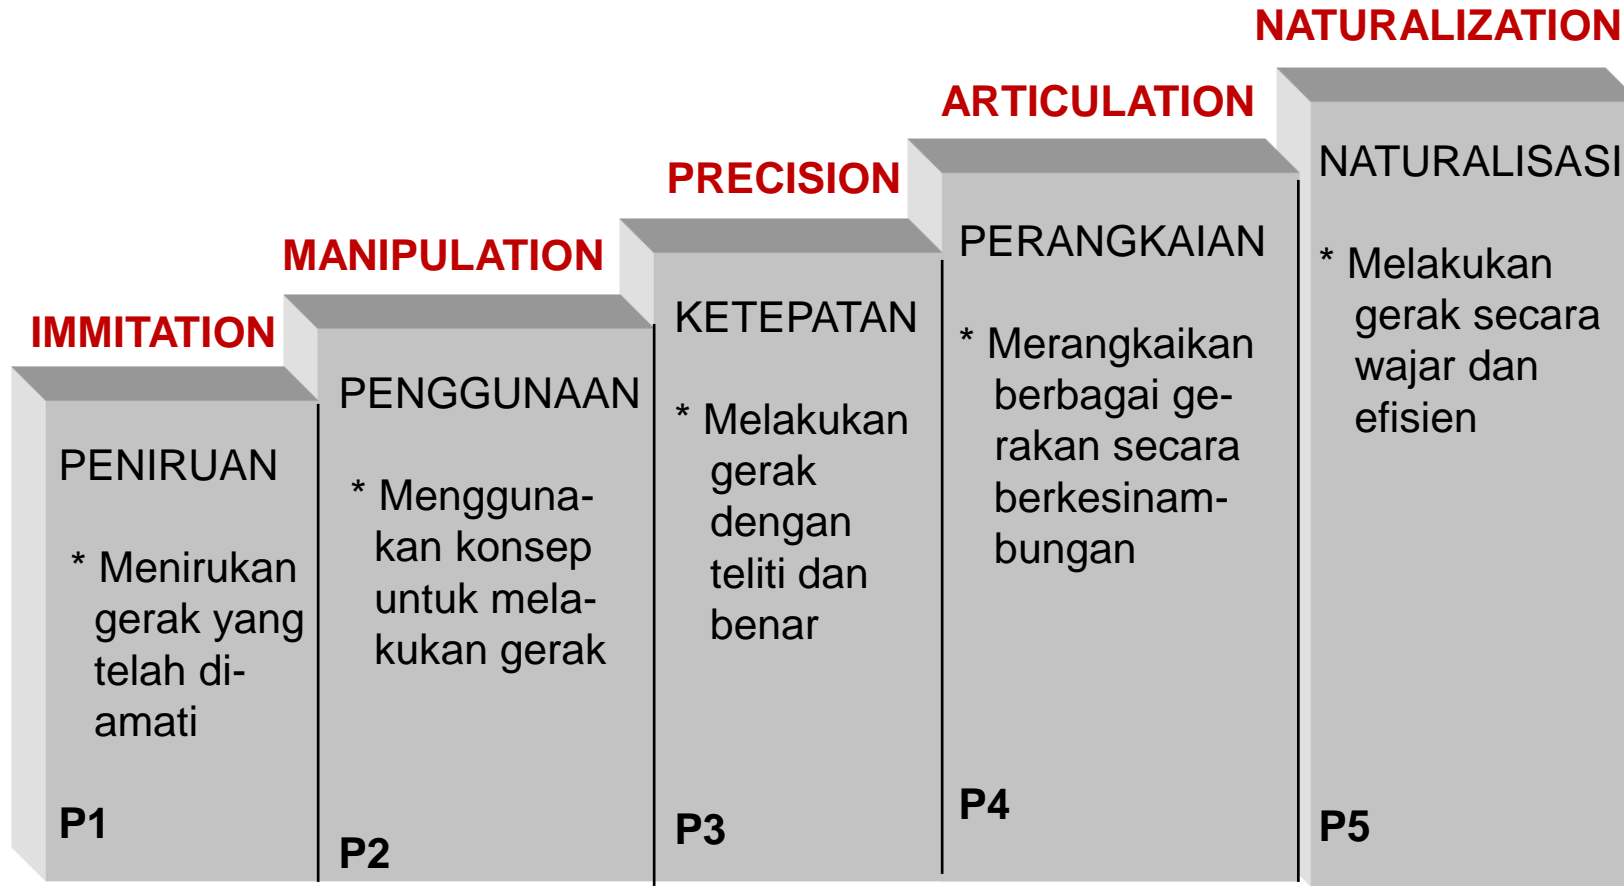 IMMITATION
PENIRUAN
* Menirukan
gerak yang
telah di-
amati
P1
MANIPULATION
PENGGUNAAN
* Mengguna-
kan konsep
untuk mela-
kukan gerak
P2
PRECISION
KETEPATAN
* Melakukan
gerak
dengan
teliti dan
benar
P3
ARTICULATION
PERANGKAIAN
* Merangkaikan
berbagai ge-
rakan secara
berkesinam-
bungan
P4
NATURALIZATION
NATURALISASI
* Melakukan
gerak secara
wajar dan
efisien
P5